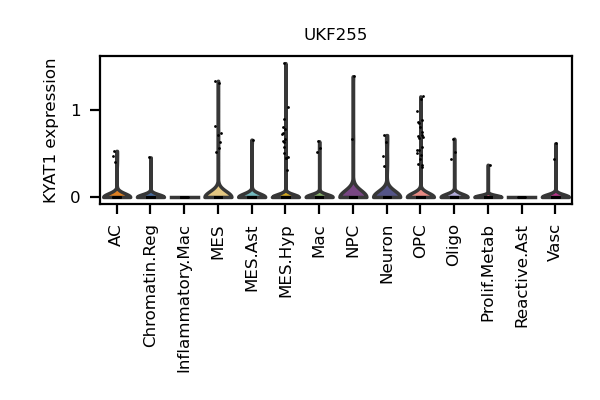 UKF255
KYAT1 expression
1
0
AC
Chromatin.Reg
Inflammatory.Mac
MES
MES.Ast
MES.Hyp
Mac
NPC
Neuron
OPC
Oligo
Prolif.Metab
Reactive.Ast
Vasc